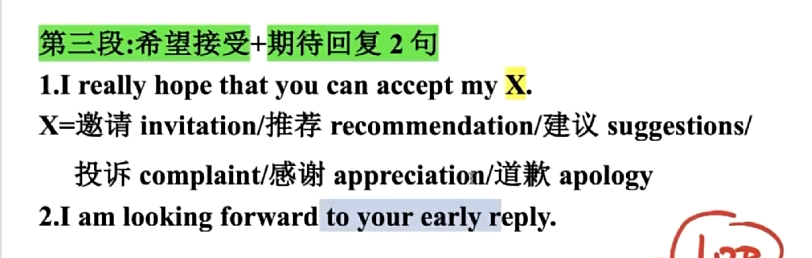 第三段:希望接受+期待回复 2 句
1.I really hope that you can accept my X.
X=邀请 invitation/推荐 recommendation/建议 suggestions/
投诉 complaint/感谢 appreciation/道歉 apology
2.I am looking forward to your early reply.